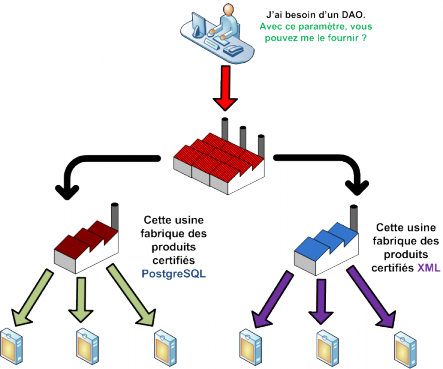 J'ai besoin d'un DAO.
Avec ce paramètre, vous
pouvez me le fournir ?
Cette usine
fabrique des
produits
certifiés
PostgreSQL
Cette usine
fabrique des
produits
certifiés XML